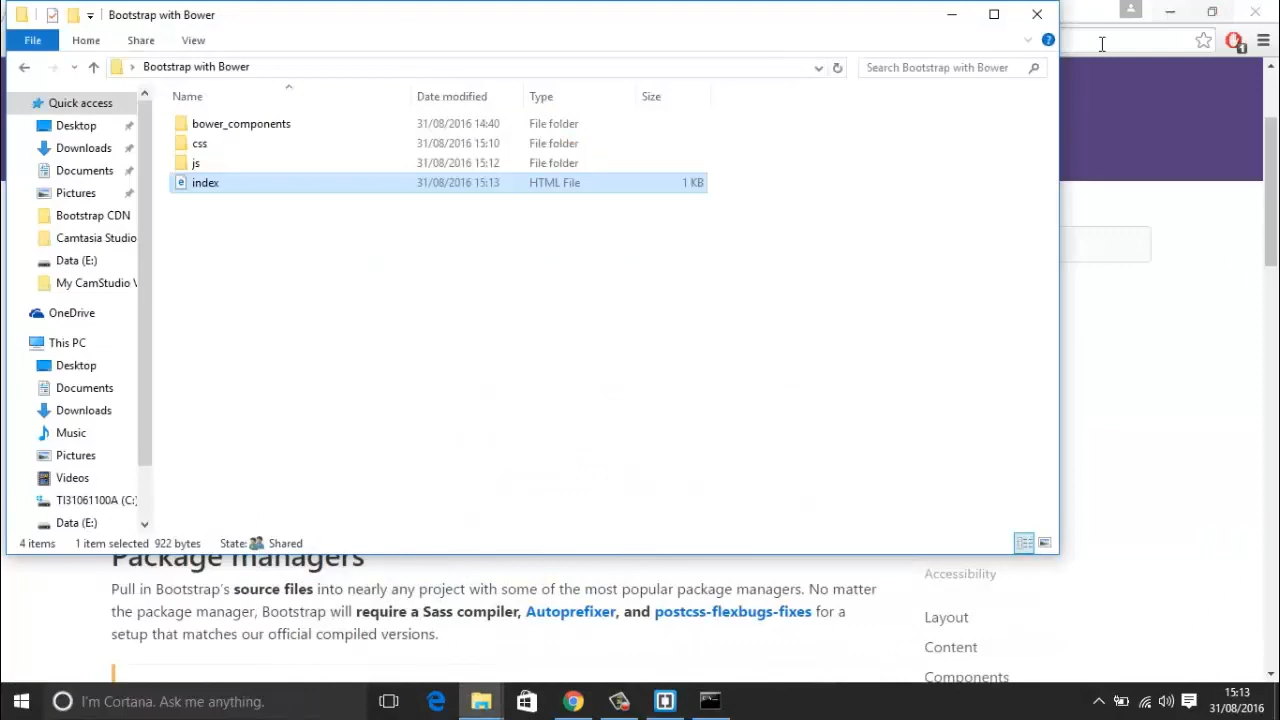 Bootstrap with Bower
File Home Share View
Bootstrap with Bower Search Bootstrap with Bower
Name Date modified Type Size
Quick access
Desktop
Downloads
Documents
Pictures
Bootstrap CDN
Camtasia Studio
Data (E:)
My CamStudio V
OneDrive
This PC
Desktop
Documents
Downloads
Music
Pictures
Videos
TI31061100A (C:
Data (E:)
bower_components 31/08/2016 14:40 File folder
css 31/08/2016 15:10 File folder
js 31/08/2016 15:12 File folder
index 31/08/2016 15:13 HTML File 1 KB
4 items 1 item selected 922 bytes State: Shared
Package managers
Pull in Bootstrap's source files into nearly any project with some of the most popular package managers. No matter
the package manager, Bootstrap will require a Sass compiler, Autoprefixer, and postcss-flexbugs-fixes for a
setup that matches our official compiled versions.
Accessibility
Layout
Content
Components
I'm Cortana. Ask me anything.
15:13
31/08/2016